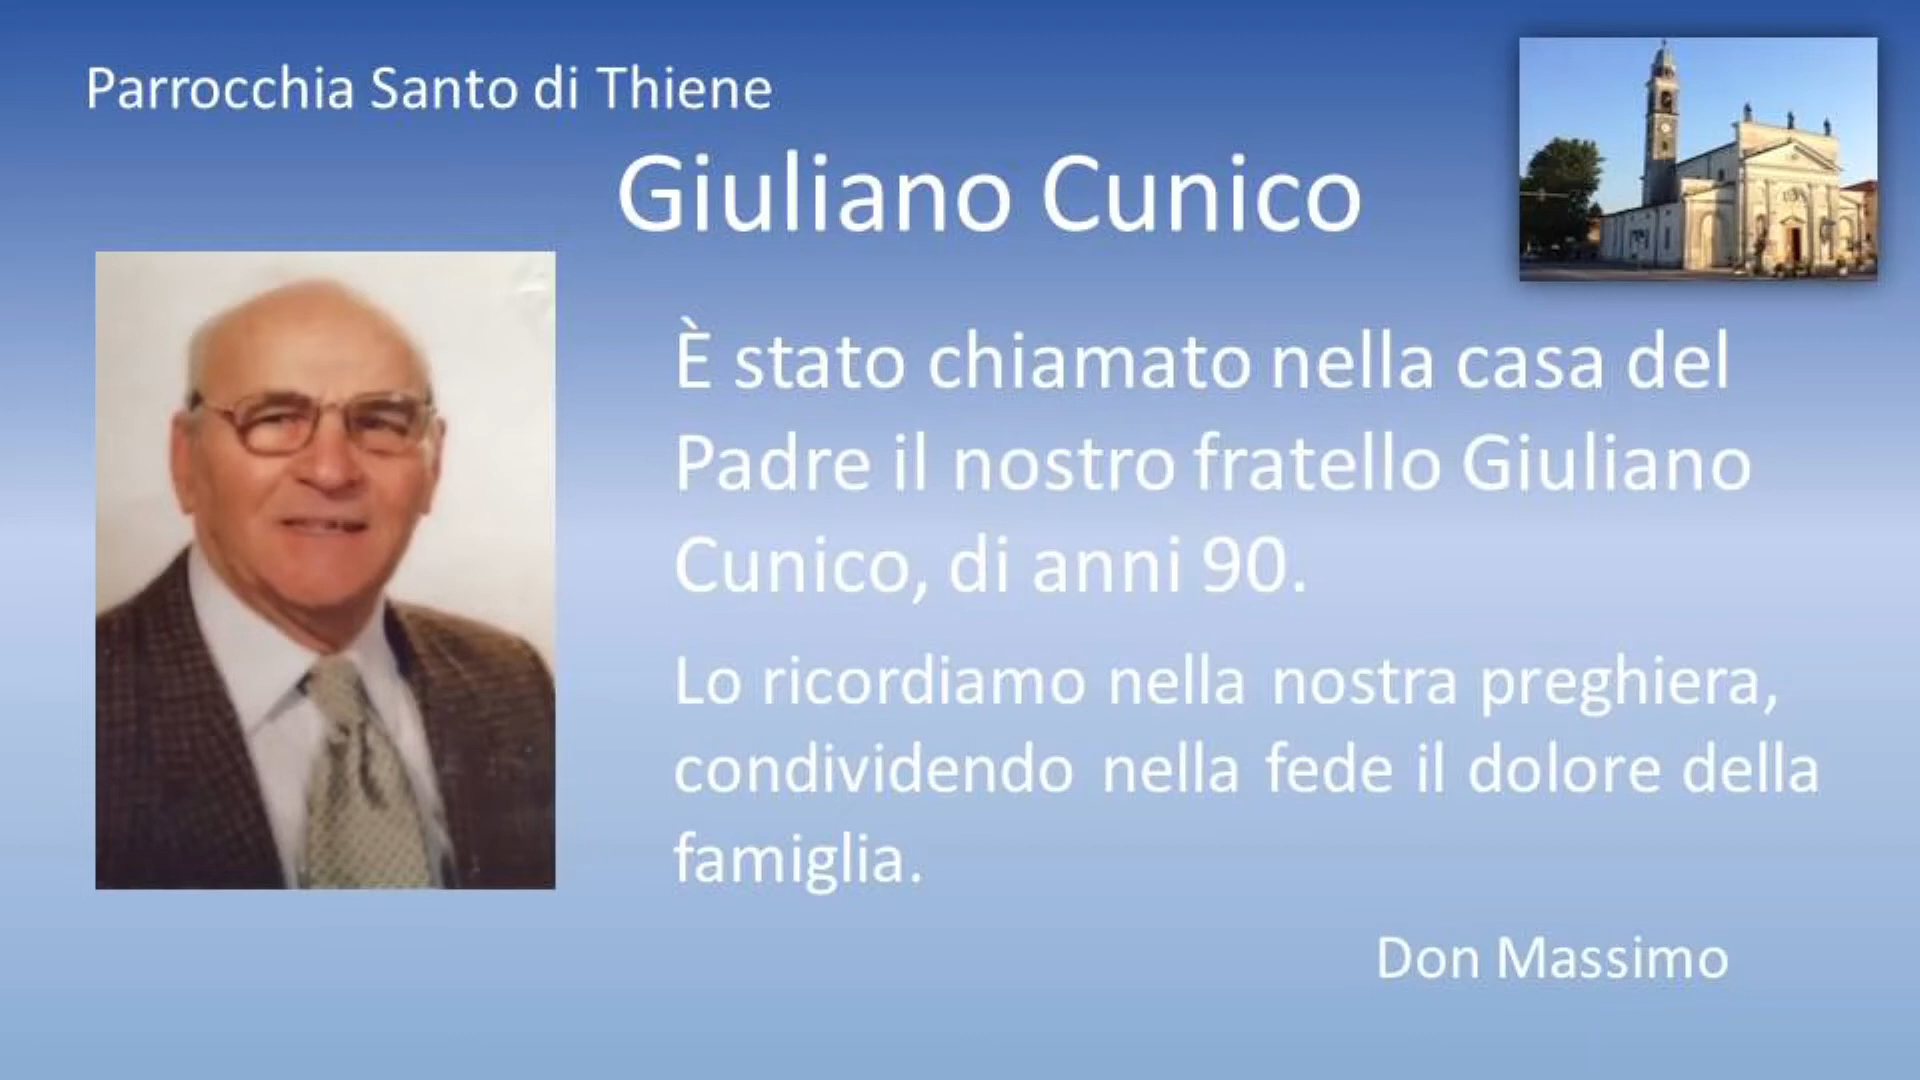 Parrocchia Santo di Thiene
Giuliano Cunico
È stato chiamato nella casa del
Padre il nostro fratello Giuliano
Cunico, di anni 90.
Lo ricordiamo nella nostra preghiera,
condividendo nella fede il dolore della
famiglia.
Don Massimo